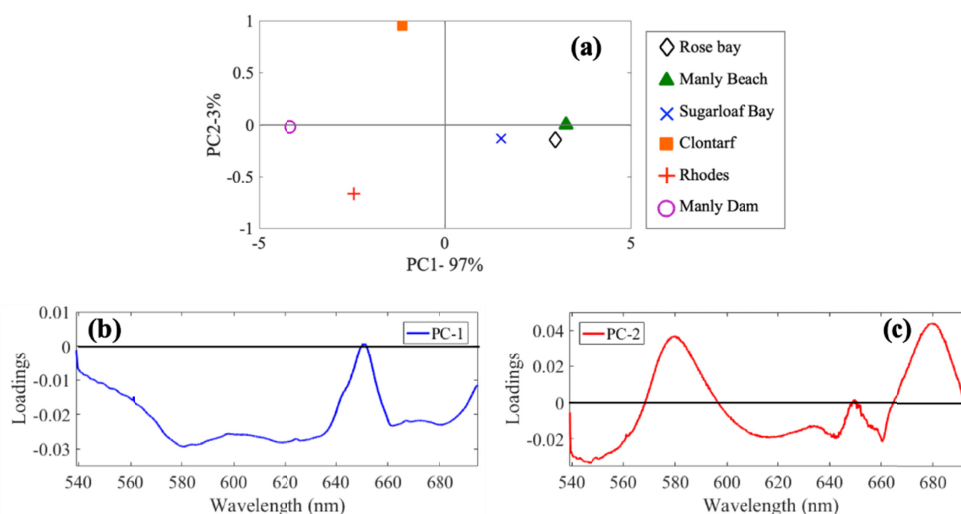 (a)
1
0.5
0
-0.5
-1
-5
0
5
PC2-3%
PC1- 97%
Rose bay
Manly Beach
Sugarloaf Bay
Clontarf
Rhodes
Manly Dam
(b)
PC-1
0.01
0
-0.01
-0.02
-0.03
Loadings
540 560 580 600 620 640 660 680
Wavelength (nm)
PC-2
(c)
0.04
0.02
0
-0.02
Loadings
540 560 580 600 620 640 660 680
Wavelength (nm)